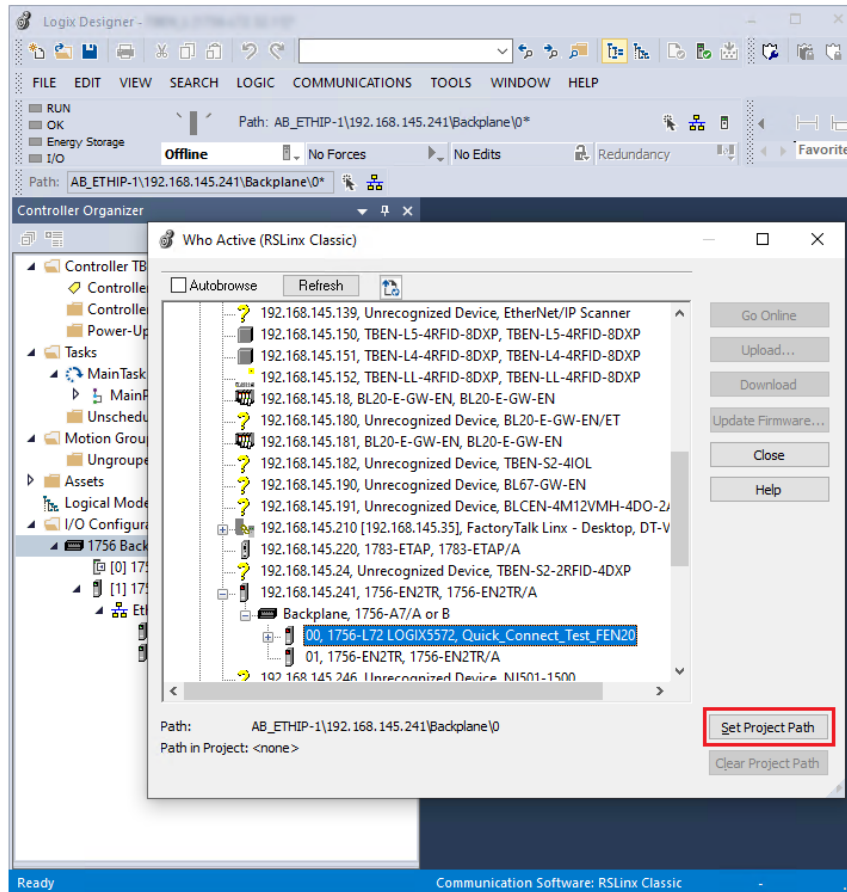 Logix Designer -
FILE EDIT VIEW SEARCH LOGIC COMMUNICATIONS TOOLS WINDOW HELP
RUN
OK
Energy Storage
I/O
Path: AB_ETHIP-1\192.168.145.241\Backplane\0*
Offline No Forces No Edits Redundancy
Favorite
Path: AB_ETHIP-1\192.168.145.241\Backplane\0*
Controller Organizer
Controller TB
Controlle
Controlle
Power-Up
Tasks
MainTask
MainP
Unschedu
Motion Group
Ungroupe
Assets
Logical Mode
I/O Configura
1756 Back
[0] 175
[1] 175
Eth
Who Active (RSLinx Classic)
Autobrowse Refresh
192.168.145.139, Unrecognized Device, EtherNet/IP Scanner
192.168.145.150, TBEN-L5-4RFID-8DXP, TBEN-L5-4RFID-8DXP
192.168.145.151, TBEN-L4-4RFID-8DXP, TBEN-L4-4RFID-8DXP
192.168.145.152, TBEN-LL-4RFID-8DXP, TBEN-LL-4RFID-8DXP
192.168.145.18, BL20-E-GW-EN, BL20-E-GW-EN
192.168.145.180, Unrecognized Device, BL20-E-GW-EN/ET
192.168.145.181, BL20-E-GW-EN, BL20-E-GW-EN
192.168.145.182, Unrecognized Device, TBEN-S2-4IOL
192.168.145.190, Unrecognized Device, BL67-GW-EN
192.168.145.191, Unrecognized Device, BLCEN-4M12VMH-4DO-2A
192.168.145.210 [192.168.145.35], FactoryTalk Linx - Desktop, DT-V
192.168.145.220, 1783-ETAP, 1783-ETAP/A
192.168.145.24, Unrecognized Device, TBEN-S2-2RFID-4DXP
192.168.145.241, 1756-EN2TR, 1756-EN2TR/A
Backplane, 1756-A7/A or B
00, 1756-L72 LOGIX5572, Quick_Connect_Test_FEN20
01, 1756-EN2TR, 1756-EN2TR/A
192.168.145.246, Unrecognized Device, NJ501-1500
Go Online
Upload...
Download
Update Firmware...
Close
Help
Path: AB_ETHIP-1\192.168.145.241\Backplane\0
Path in Project: <none>
Set Project Path
Clear Project Path
Ready
Communication Software: RSLinx Classic